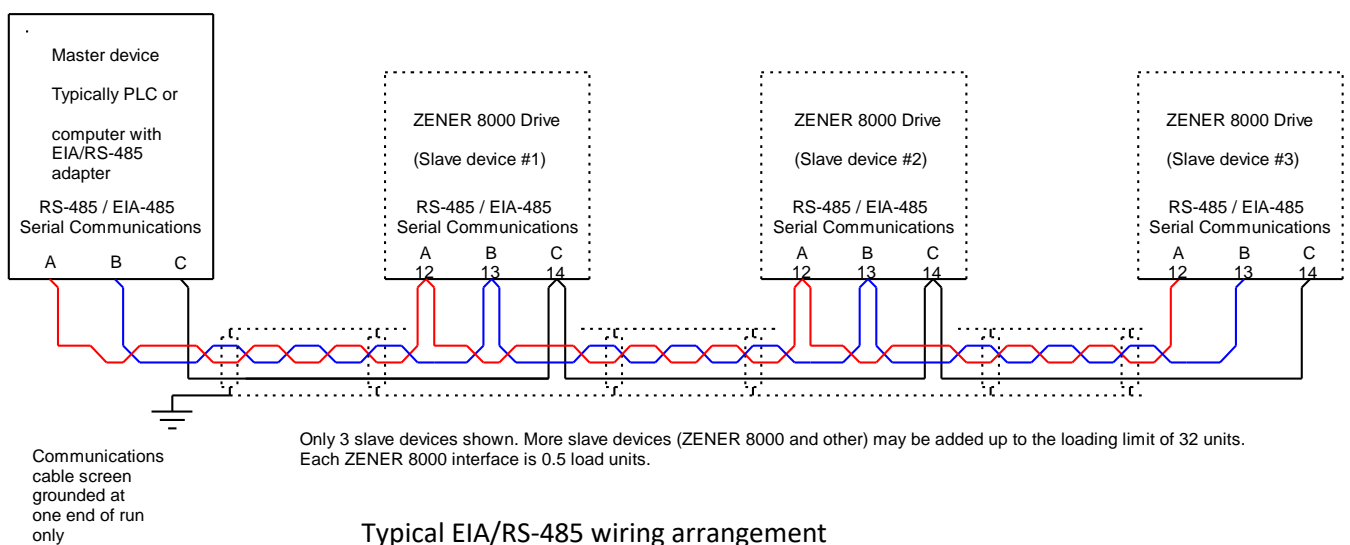 Master device
Typically PLC or
computer with
EIA/RS-485
adapter
RS-485 / EIA-485
Serial Communications
A B C
ZENER 8000 Drive
(Slave device #1)
RS-485 / EIA-485
Serial Communications
A B C
12 13 14
ZENER 8000 Drive
(Slave device #2)
RS-485 / EIA-485
Serial Communications
A B C
12 13 14
ZENER 8000 Drive
(Slave device #3)
RS-485 / EIA-485
Serial Communications
A B C
12 13 14
Only 3 slave devices shown. More slave devices (ZENER 8000 and other) may be added up to the loading limit of 32 units.
Each ZENER 8000 interface is 0.5 load units.
Communications
cable screen
grounded at
one end of run
only
Typical EIA/RS-485 wiring arrangement